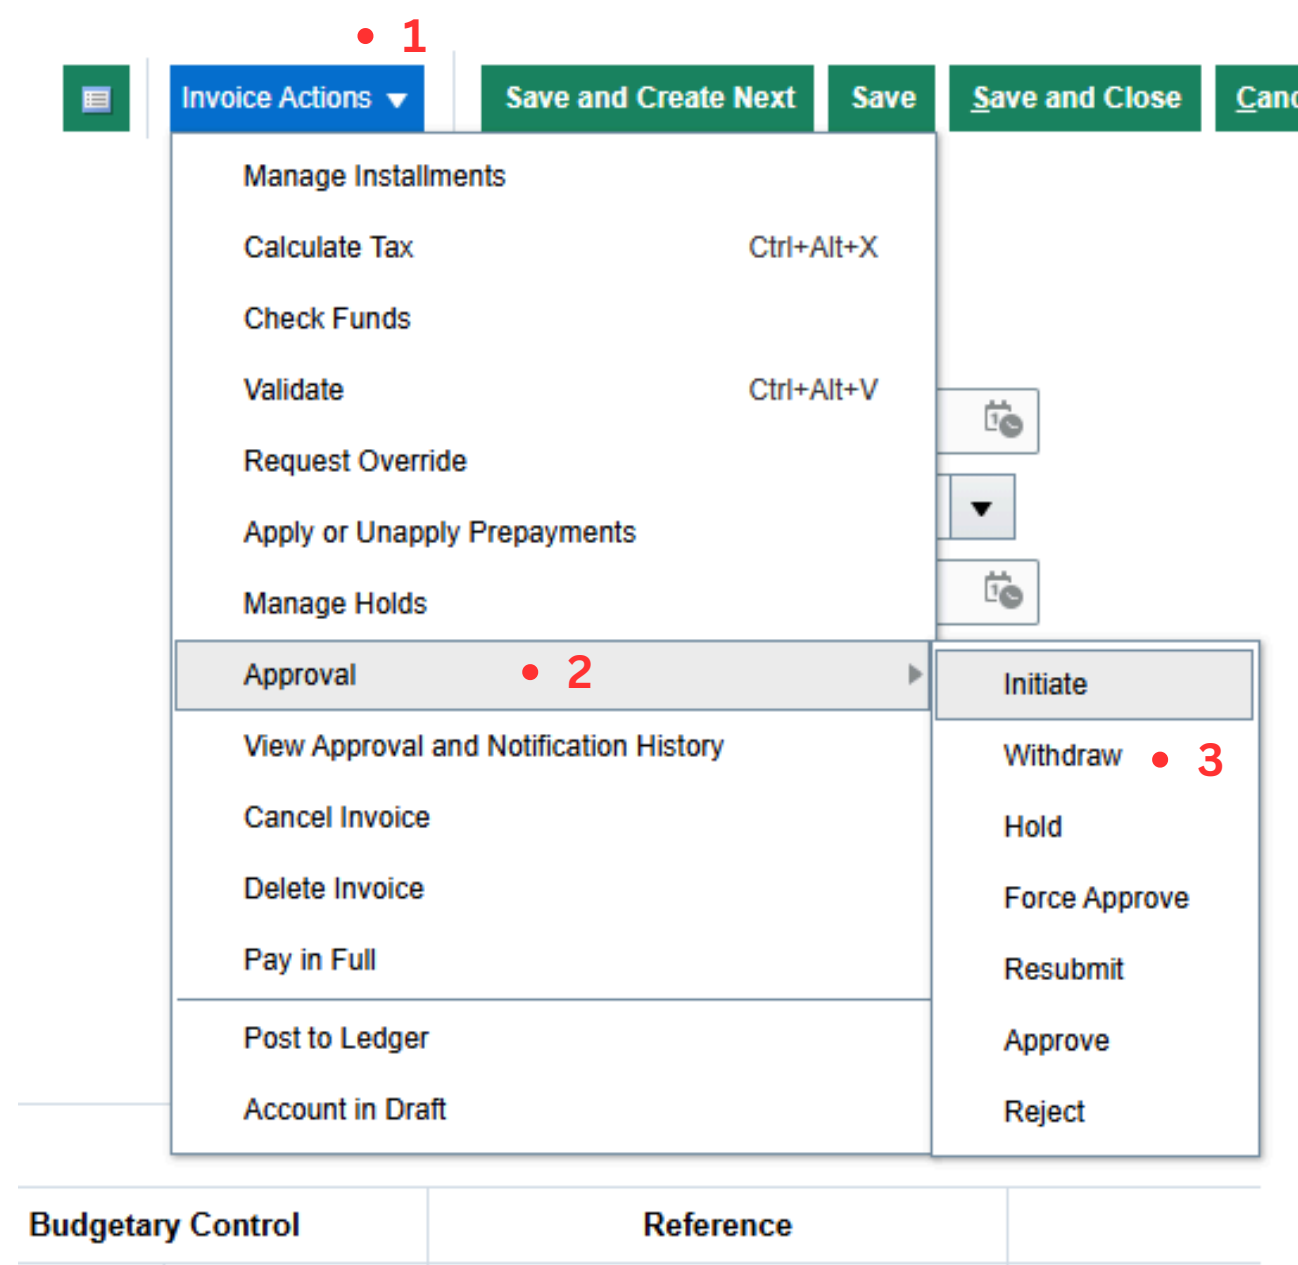 • 1
Invoice Actions Save and Create Next Save Save and Close Canc
Manage Installments
Calculate Tax Ctrl+Alt+X
Check Funds
Validate Ctrl+Alt+V
Request Override
Apply or Unapply Prepayments
Manage Holds
Approval • 2
Initiate
Withdraw • 3
Hold
Force Approve
Resubmit
Approve
Reject
View Approval and Notification History
Cancel Invoice
Delete Invoice
Pay in Full
Post to Ledger
Account in Draft
Budgetary Control Reference